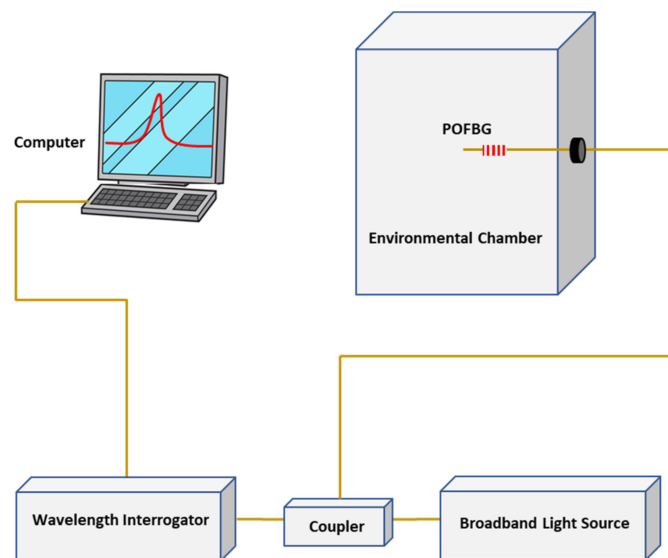 POFBG
Computer
Environmental Chamber
Wavelength Interrogator
Coupler
Broadband Light Source